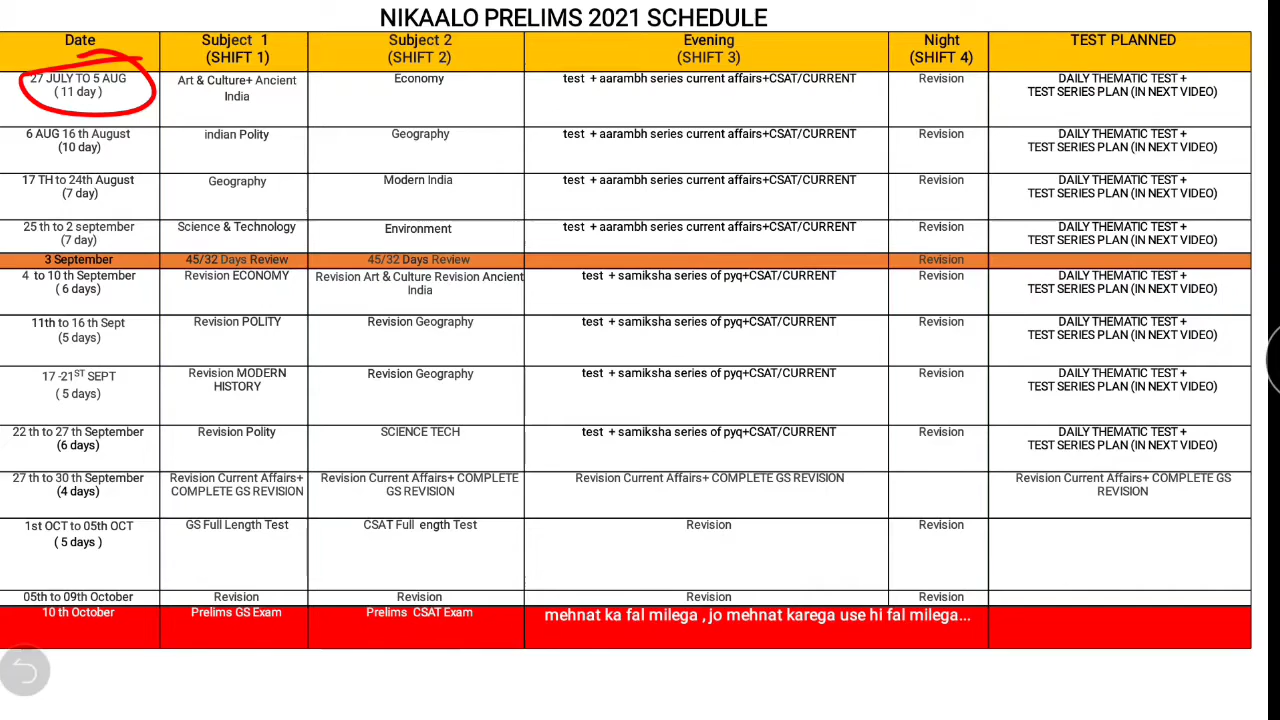 NIKAALO PRELIMS 2021 SCHEDULE
Date Subject 1 Subject 2 Evening Night TEST PLANNED
(SHIFT 1) (SHIFT 2) (SHIFT 3) (SHIFT 4)
27 JULY TO 5 AUG Art & Culture+ Ancient Economy test + aarambh series current affairs+CSAT/CURRENT Revision DAILY THEMATIC TEST +
( 11 day ) India TEST SERIES PLAN (IN NEXT VIDEO)
6 AUG 16 th August indian Polity Geography test + aarambh series current affairs+CSAT/CURRENT Revision DAILY THEMATIC TEST +
(10 day) TEST SERIES PLAN (IN NEXT VIDEO)
17 TH to 24th August Geography Modern India test + aarambh series current affairs+CSAT/CURRENT Revision DAILY THEMATIC TEST +
(7 day) TEST SERIES PLAN (IN NEXT VIDEO)
25 th to 2 september Science & Technology Environment test + aarambh series current affairs+CSAT/CURRENT Revision DAILY THEMATIC TEST +
(7 day) TEST SERIES PLAN (IN NEXT VIDEO)
3 September 45/32 Days Review 45/32 Days Review Revision
4 to 10 th September Revision ECONOMY Revision Art & Culture Revision Ancient test + samiksha series of pyq+CSAT/CURRENT Revision DAILY THEMATIC TEST +
( 6 days) India TEST SERIES PLAN (IN NEXT VIDEO)
11th to 16 th Sept Revision POLITY Revision Geography test + samiksha series of pyq+CSAT/CURRENT Revision DAILY THEMATIC TEST +
(5 days) TEST SERIES PLAN (IN NEXT VIDEO)
17 -21ST SEPT Revision MODERN Revision Geography test + samiksha series of pyq+CSAT/CURRENT Revision DAILY THEMATIC TEST +
( 5 days) HISTORY TEST SERIES PLAN (IN NEXT VIDEO)
22 th to 27 th September Revision Polity SCIENCE TECH test + samiksha series of pyq+CSAT/CURRENT Revision DAILY THEMATIC TEST +
(6 days) TEST SERIES PLAN (IN NEXT VIDEO)
27 th to 30 th September Revision Current Affairs+ Revision Current Affairs+ COMPLETE Revision Current Affairs+ COMPLETE GS REVISION Revision Current Affairs+ COMPLETE GS
(4 days) COMPLETE GS REVISION GS REVISION REVISION
1st OCT to 05th OCT GS Full Length Test CSAT Full ength Test Revision Revision
( 5 days )
05th to 09th October Revision Revision Revision Revision
10 th October Prelims GS Exam Prelims CSAT Exam mehnat ka fal milega , jo mehnat karega use hi fal milega...